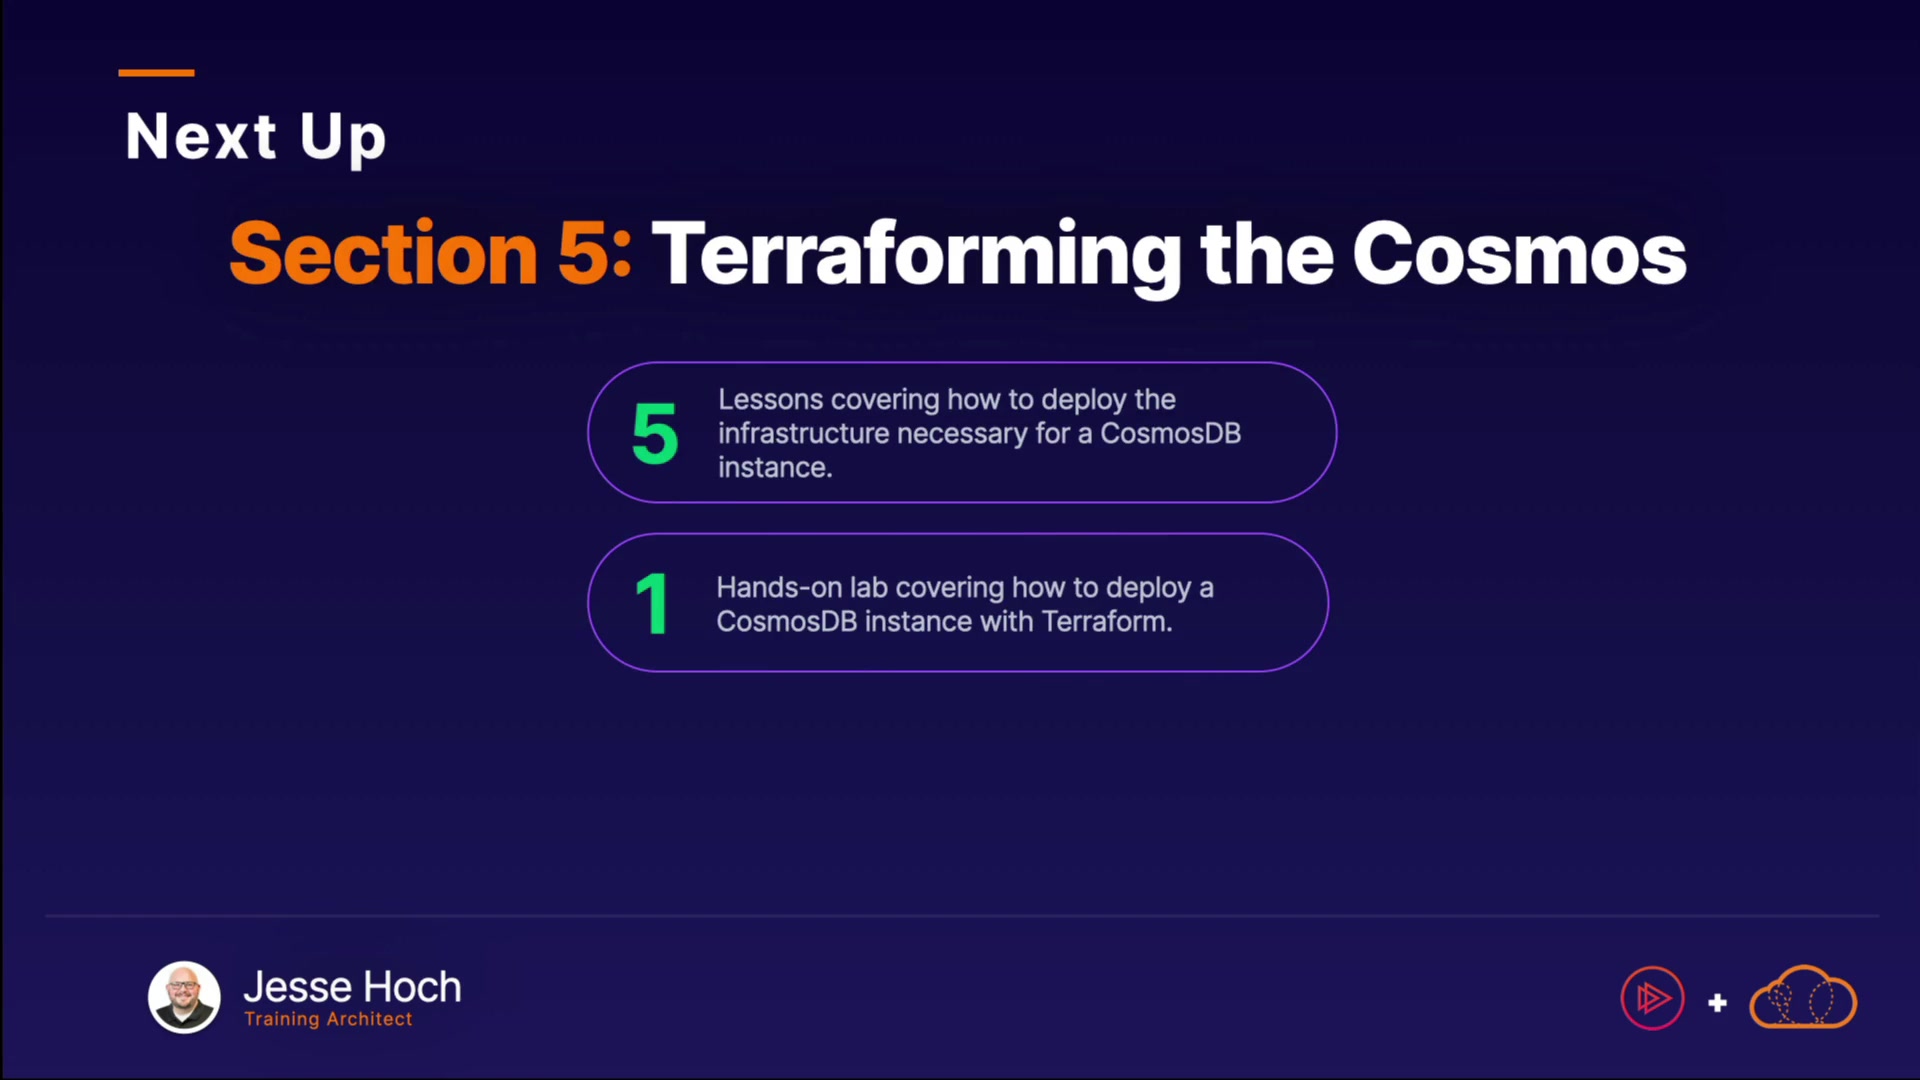 Next Up
Section 5: Terraforming the Cosmos
5
Lessons covering how to deploy the
infrastructure necessary for a CosmosDB
instance.
1
Hands-on lab covering how to deploy a
CosmosDB instance with Terraform.
Jesse Hoch
Training Architect
+